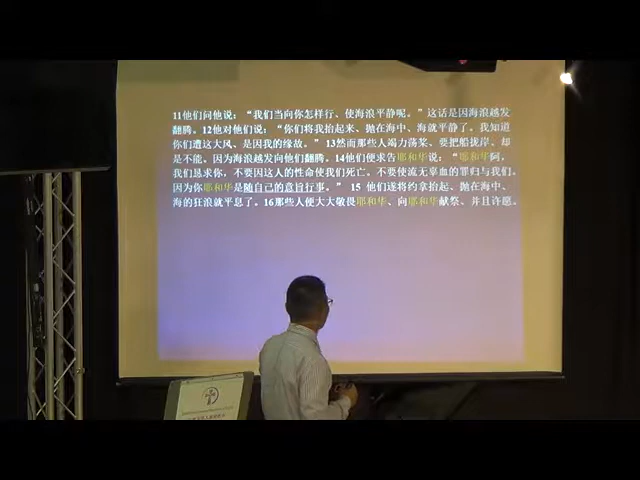 11他们问他说：“我们当向你怎样行、使海浪平静呢。”这话是因海浪越发
翻腾。12他对他们说：“你们将我抬起来、抛在海中、海就平静了。我知道
你们遭这大风、是因我的缘故。”13然而那些人竭力荡桨、要把船拢岸、却
是不能，因为海浪越发向他们翻腾。14他们便求告耶和华说：“耶和华阿，
我们恳求你，不要因这人的性命使我们死亡。不要使流无辜血的罪归与我们。
因为你耶和华是随自己的意旨行事。”15 他们遂将约拿抬起、抛在海中、
海的狂浪就平息了。16那些人便大大敬畏耶和华、向耶和华献祭、并且许愿。